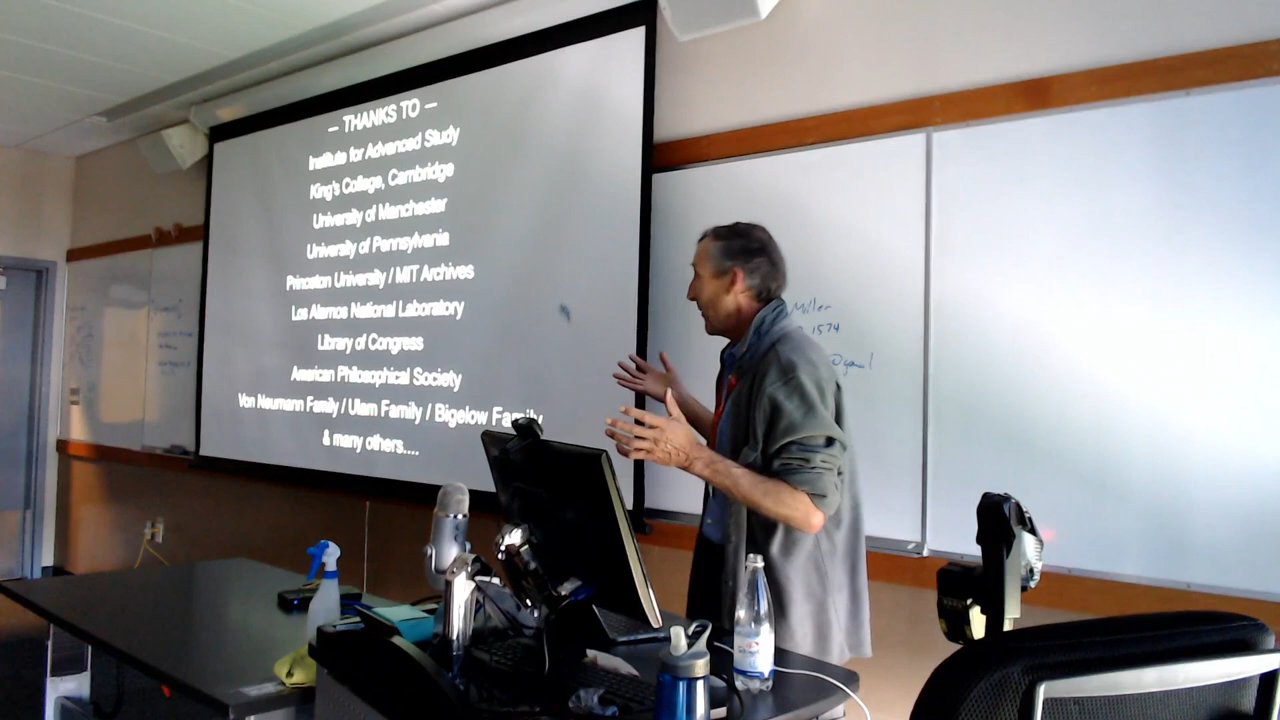 – THANKS TO –
Institute for Advanced Study
King's College, Cambridge
University of Manchester
University of Pennsylvania
Princeton University / MIT Archives
Los Alamos National Laboratory
Library of Congress
American Philosophical Society
Von Neumann Family / Ulam Family / Bigelow Family
& many others....
Miller
1574